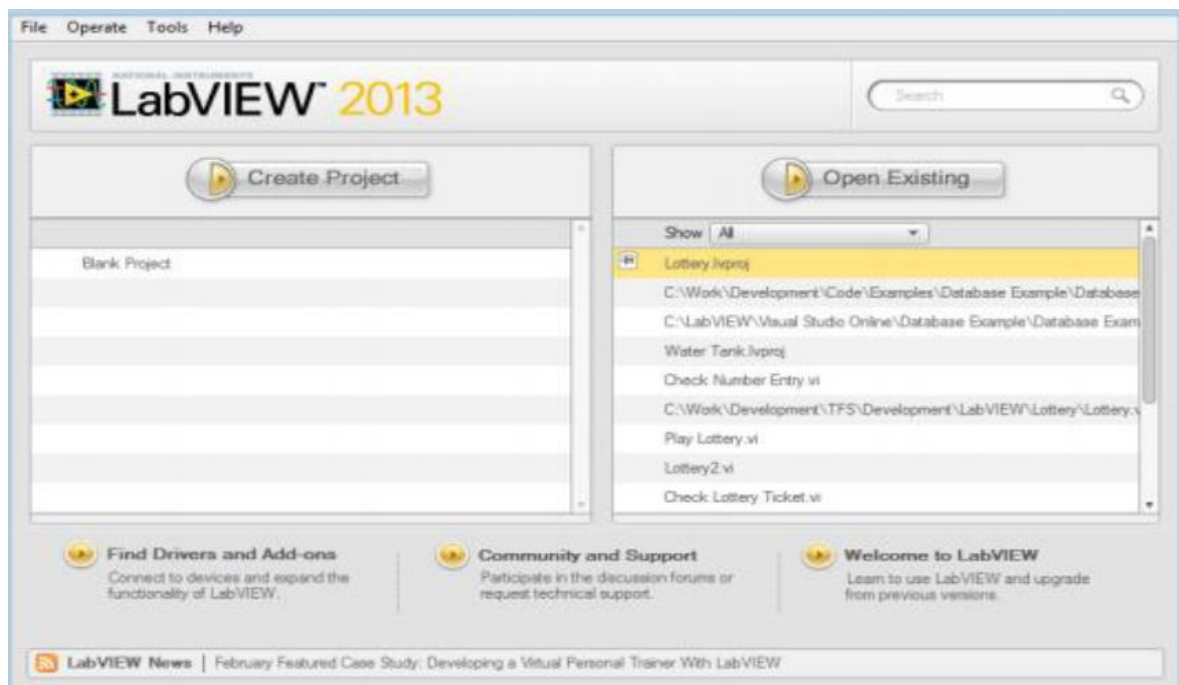 File Operate Tools Help
NATIONAL INSTRUMENTS
LabVIEW™ 2013
Search
Create Project
Open Existing
Show All
Blank Project
Lottery.lvproj
C:\Work\Development\Code\Examples\Database Example\Database
C:\LabVIEW\Visual Studio Online\Database Example\Database Exam
Water Tank.lvproj
Check Number Entry.vi
C:\Work\Development\TFS\Development\LabVIEW\Lottery\Lottery.v
Play Lottery.vi
Lottery2.vi
Check Lottery Ticket.vi
Find Drivers and Add-ons
Connect to devices and expand the
functionality of LabVIEW.
Community and Support
Participate in the discussion forums or
request technical support.
Welcome to LabVIEW
Learn to use LabVIEW and upgrade
from previous versions.
LabVIEW News | February Featured Case Study: Developing a Virtual Personal Trainer With LabVIEW